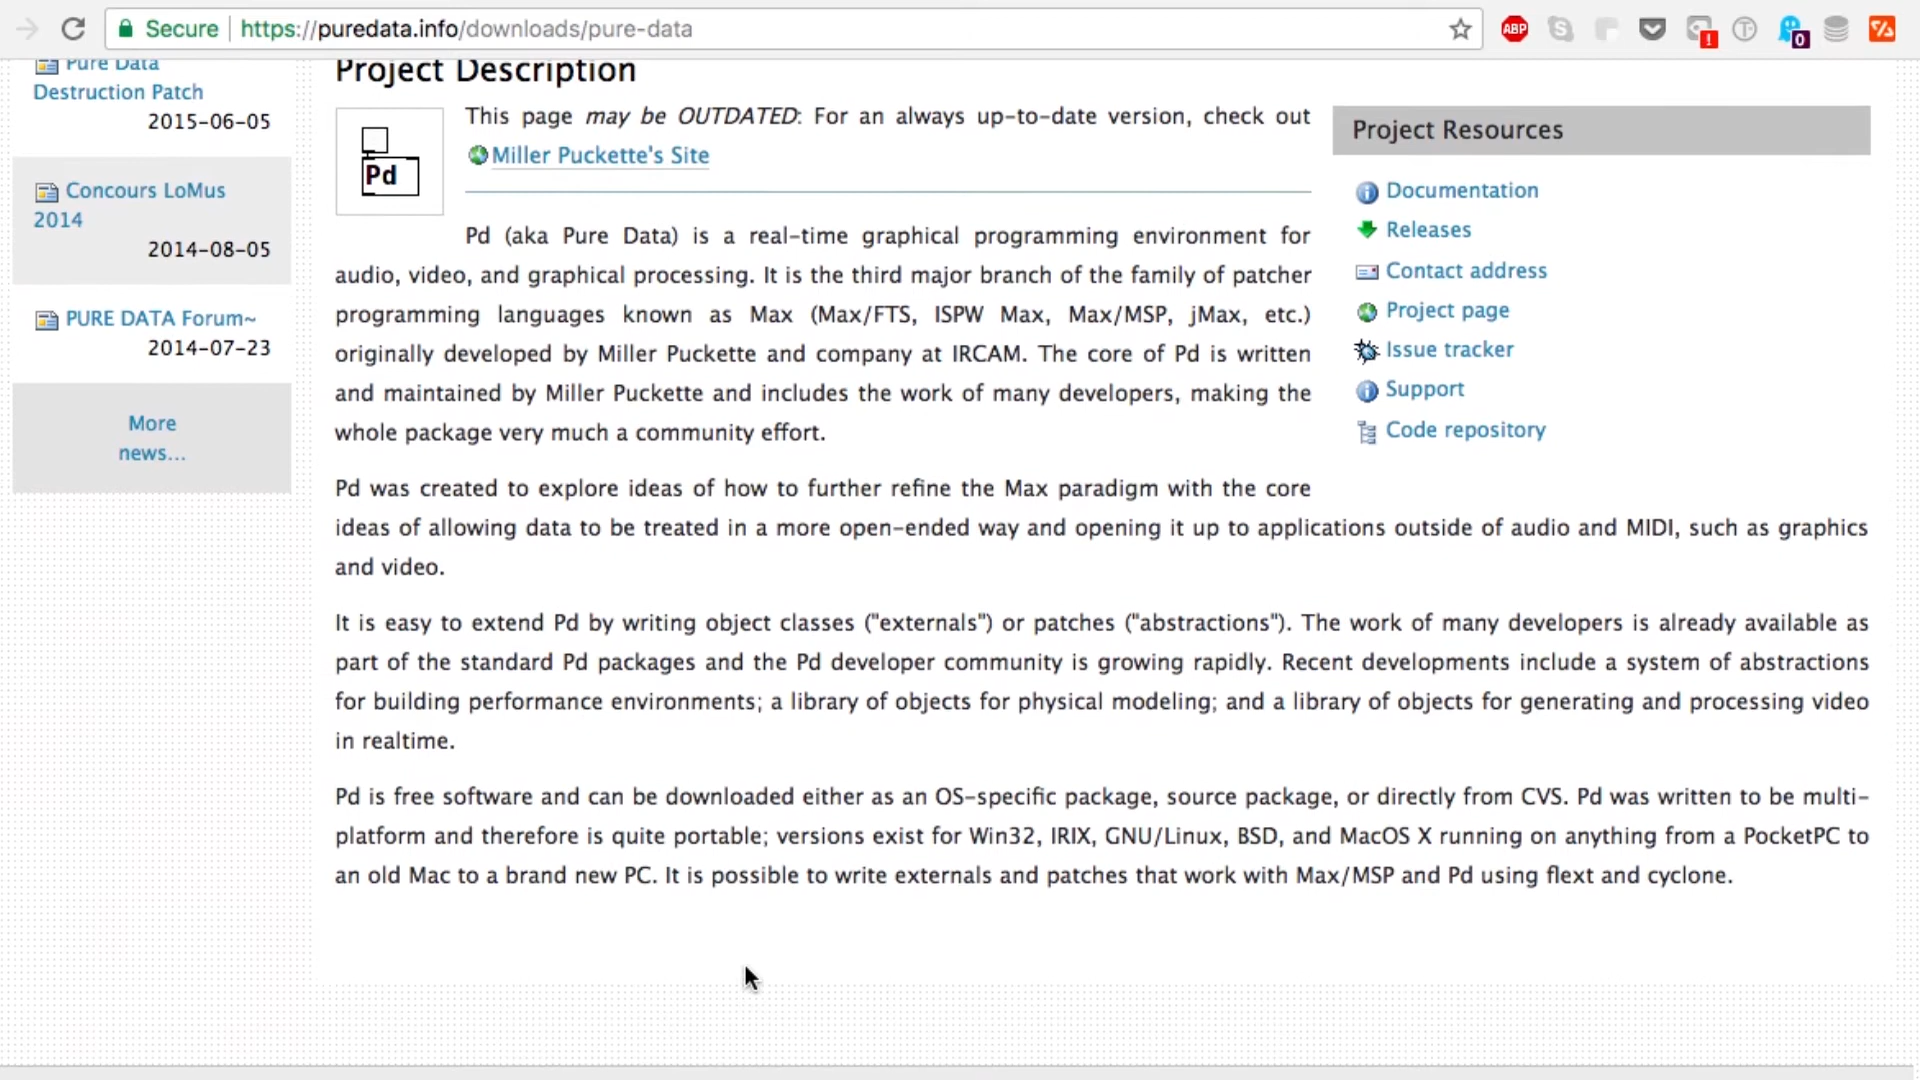 Secure https://puredata.info/downloads/pure-data
ABP
!
T
0
Pure Data
Destruction Patch
2015-06-05
Concours LoMus
2014
2014-08-05
PURE DATA Forum~
2014-07-23
More
news...
Project Description
Pd
This page may be OUTDATED: For an always up-to-date version, check out
Miller Puckette's Site
Pd (aka Pure Data) is a real-time graphical programming environment for
audio, video, and graphical processing. It is the third major branch of the family of patcher
programming languages known as Max (Max/FTS, ISPW Max, Max/MSP, jMax, etc.)
originally developed by Miller Puckette and company at IRCAM. The core of Pd is written
and maintained by Miller Puckette and includes the work of many developers, making the
whole package very much a community effort.
Pd was created to explore ideas of how to further refine the Max paradigm with the core
ideas of allowing data to be treated in a more open-ended way and opening it up to applications outside of audio and MIDI, such as graphics
and video.
It is easy to extend Pd by writing object classes ("externals") or patches ("abstractions"). The work of many developers is already available as
part of the standard Pd packages and the Pd developer community is growing rapidly. Recent developments include a system of abstractions
for building performance environments; a library of objects for physical modeling; and a library of objects for generating and processing video
in realtime.
Pd is free software and can be downloaded either as an OS-specific package, source package, or directly from CVS. Pd was written to be multi-
platform and therefore is quite portable; versions exist for Win32, IRIX, GNU/Linux, BSD, and MacOS X running on anything from a PocketPC to
an old Mac to a brand new PC. It is possible to write externals and patches that work with Max/MSP and Pd using flext and cyclone.
Project Resources
Documentation
Releases
Contact address
Project page
Issue tracker
Support
Code repository